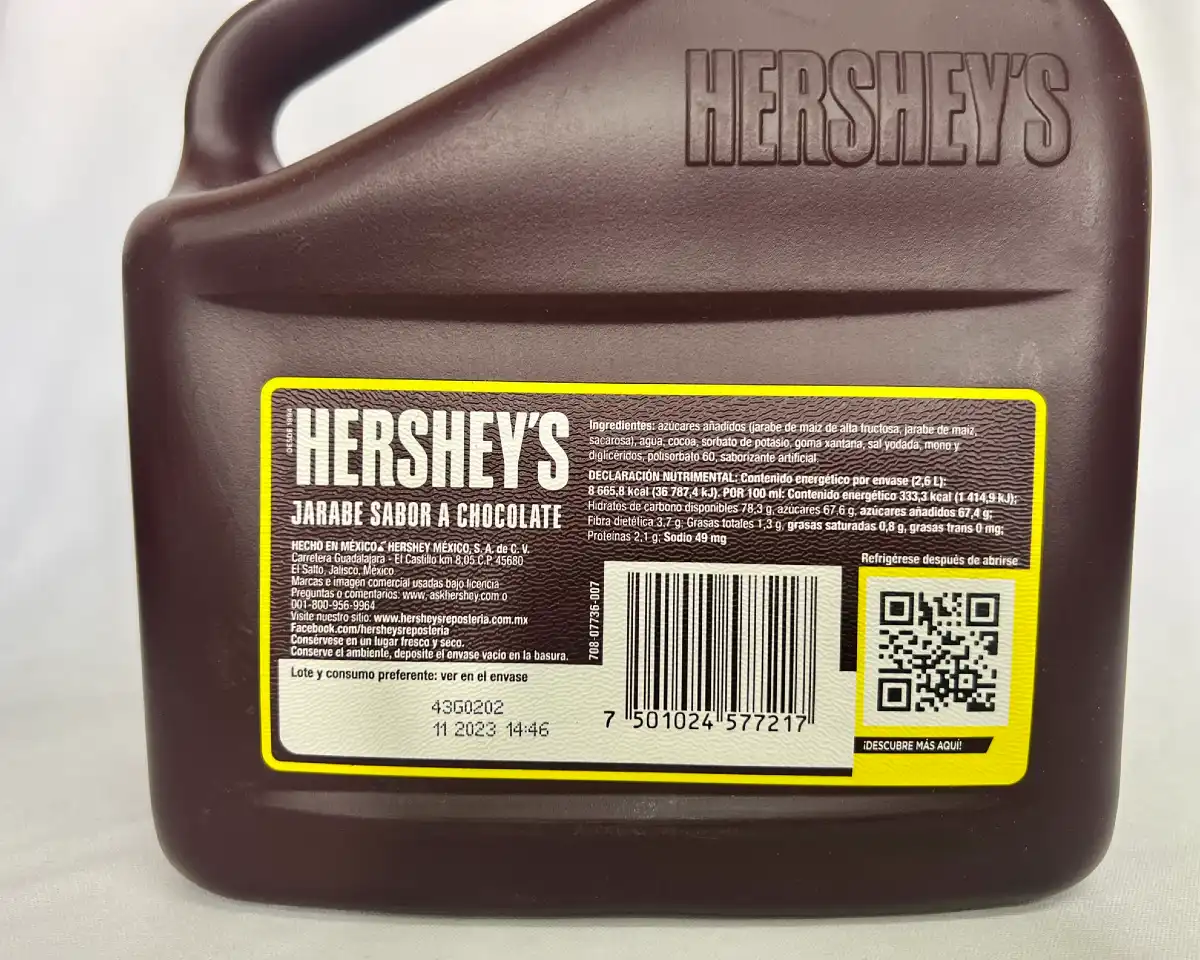 HERSHEY'S
DESDE 1894
HERSHEY'S
JARABE SABOR A CHOCOLATE
HECHO EN MÉXICO HERSHEY MÉXICO, S. A. de C. V.
Carretera Guadalajara - El Castillo km 8,05 C.P. 45680
El Salto, Jalisco, México
Marcas e imagen comercial usadas bajo licencia
Preguntas o comentarios: www. askhershey.com o
001-800-956-9964
Visite nuestro sitio: www.hersheysreposteria.com.mx
Facebook.com/hersheysreposteria
Consérvese en un lugar fresco y seco.
Conserve el ambiente, deposite el envase vacío en la basura.
Lote y consumo preferente: ver en el envase
43G0202
11 2023 14:46
Ingredientes: azúcares añadidos (jarabe de maíz de alta fructosa, jarabe de maíz,
sacarosa), agua, cocoa, sorbato de potasio, goma xantana, sal yodada, mono y
diglicéridos, polisorbato 60, saborizante artificial.
DECLARACIÓN NUTRIMENTAL: Contenido energético por envase (2,6 L):
8 665,8 kcal (36 787,4 kJ). POR 100 ml: Contenido energético 333,3 kcal (1 414,9 kJ);
Hidratos de carbono disponibles 78,3 g, azúcares 67,6 g, azúcares añadidos 67,4 g;
Fibra dietética 3,7 g; Grasas totales 1,3 g, grasas saturadas 0,8 g, grasas trans 0 mg;
Proteínas 2,1 g; Sodio 49 mg
Refrigérese después de abrirse
708-07736-007
7 501024 577217
¡DESCUBRE MÁS AQUÍ!